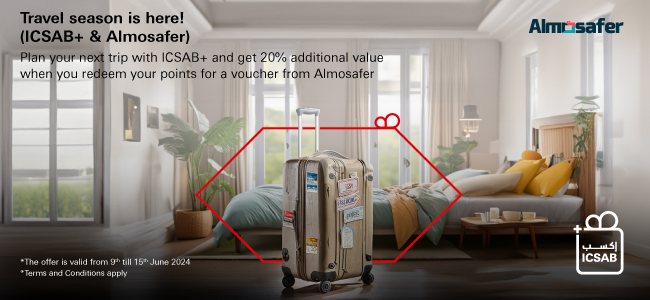 Travel season is here!
(ICSAB+ & Almosafer)
Plan your next trip with ICSAB+ and get 20% additional value
when you redeem your points for a voucher from Almosafer
Almosafer
إكسب
ICSAB
*The offer is valid from 9th till 15th June 2024
*Terms and Conditions apply